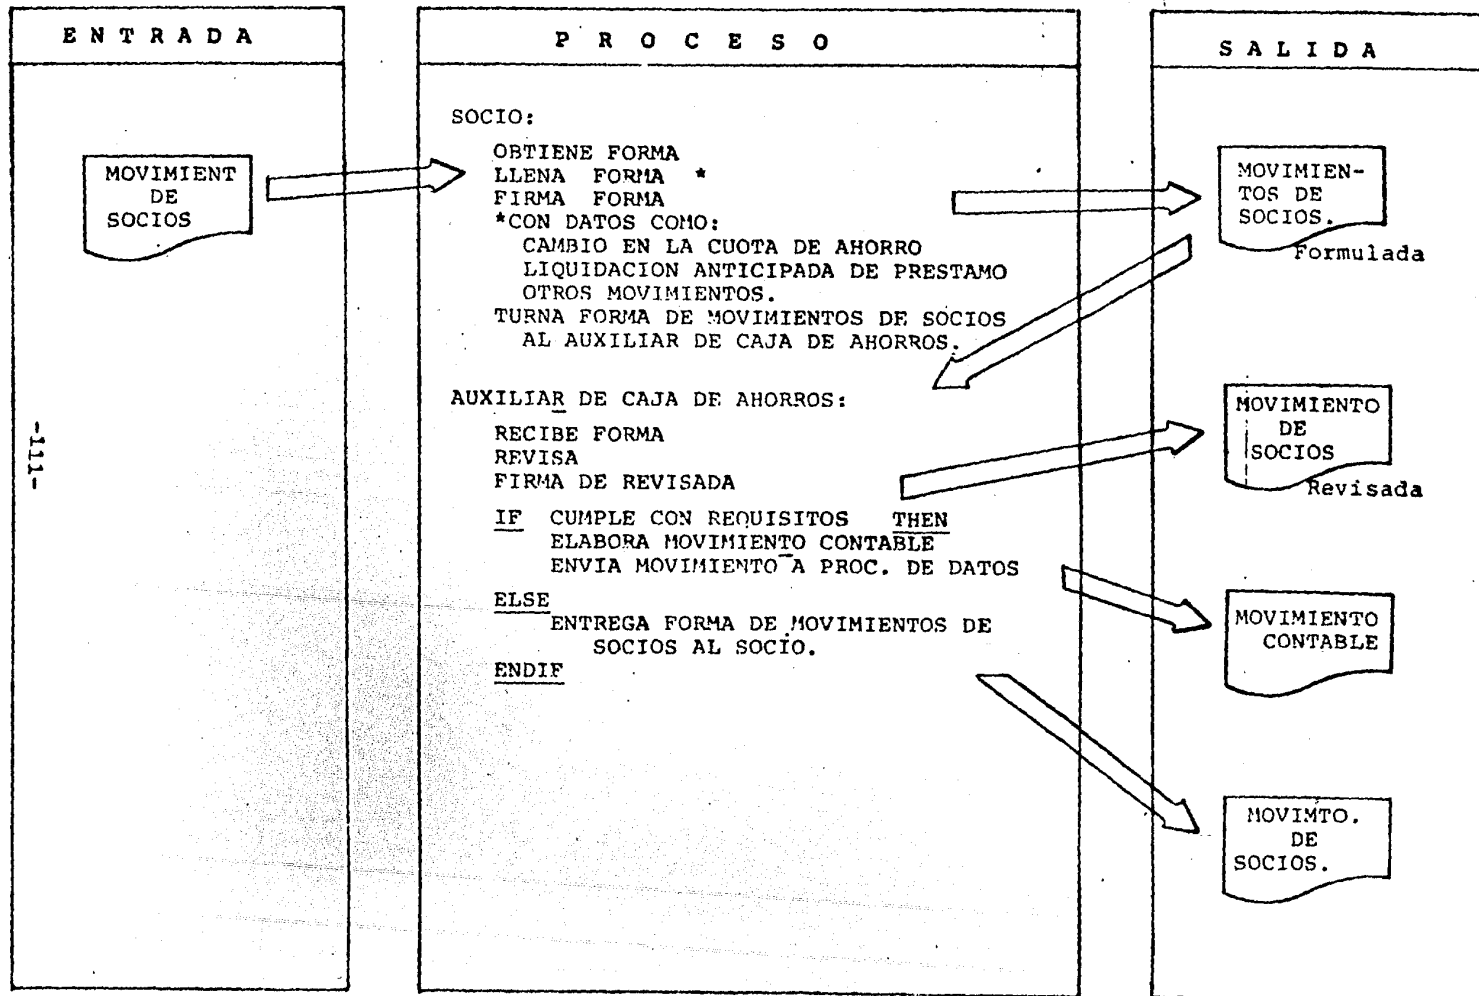 E N T R A D A
MOVIMIENT
DE
SOCIOS
P R O C E S O
SOCIO:
OBTIENE FORMA
LLENA FORMA *
FIRMA FORMA
*CON DATOS COMO:
CAMBIO EN LA CUOTA DE AHORRO
LIQUIDACION ANTICIPADA DE PRESTAMO
OTROS MOVIMIENTOS.
TURNA FORMA DE MOVIMIENTOS DE SOCIOS
AL AUXILIAR DE CAJA DE AHORROS.
AUXILIAR DE CAJA DE AHORROS:
RECIBE FORMA
REVISA
FIRMA DE REVISADA
IF CUMPLE CON REQUISITOS THEN
ELABORA MOVIMIENTO CONTABLE
ENVIA MOVIMIENTO A PROC. DE DATOS
ELSE
ENTREGA FORMA DE MOVIMIENTOS DE
SOCIOS AL SOCIO.
ENDIF
S A L I D A
MOVIMIEN-
TOS DE
SOCIOS.
Formulada
MOVIMIENTO
DE
SOCIOS
Revisada
MOVIMIENTO
CONTABLE
MOVIMTO.
DE
SOCIOS.
-111-